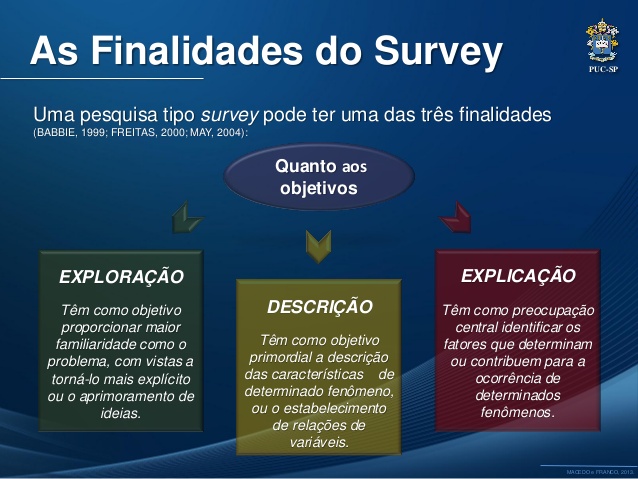 As Finalidades do Survey
PUC-SP
Uma pesquisa tipo survey pode ter uma das três finalidades
(BABBIE, 1999; FREITAS, 2000; MAY, 2004):
Quanto aos
objetivos
EXPLORAÇÃO
Têm como objetivo
proporcionar maior
familiaridade como o
problema, com vistas a
torná-lo mais explícito
ou o aprimoramento de
ideias.
DESCRIÇÃO
Têm como objetivo
primordial a descrição
das características de
determinado fenômeno,
ou o estabelecimento
de relações de
variáveis.
EXPLICAÇÃO
Têm como preocupação
central identificar os
fatores que determinam
ou contribuem para a
ocorrência de
determinados
fenômenos.
MACEDO e FRANCO, 2013.